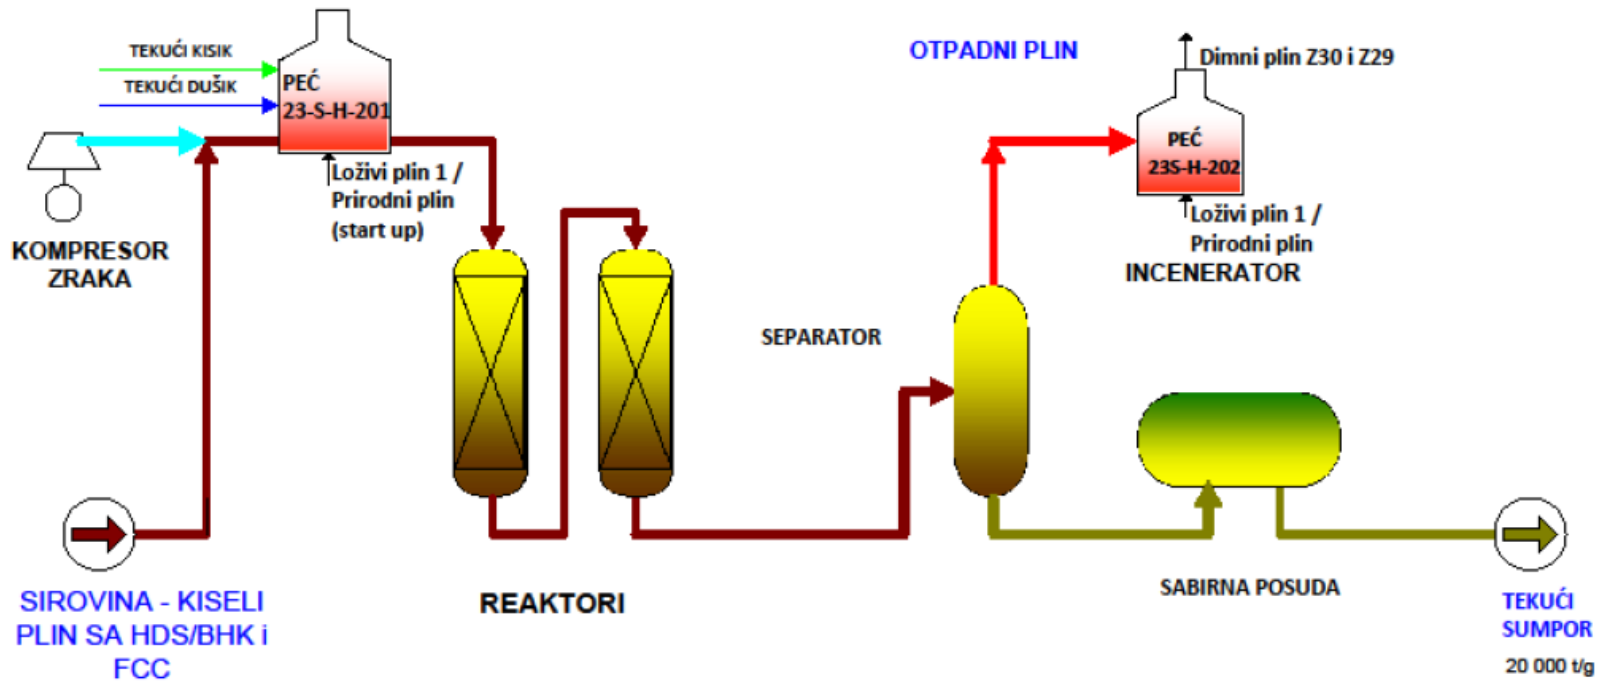 TEKUĆI KISIK
TEKUĆI DUŠIK
PEĆ
23-S-H-201
Loživi plin 1 /
Prirodni plin
(start up)
KOMPRESOR
ZRAKA
OTPADNI PLIN
Dimni plin Z30 i Z29
PEĆ
23S-H-202
Loživi plin 1 /
Prirodni plin
INCENERATOR
SEPARATOR
SIROVINA - KISELI
PLIN SA HDS/BHK i
FCC
REAKTORI
SABIRNA POSUDA
TEKUĆI
SUMPOR
20 000 t/g